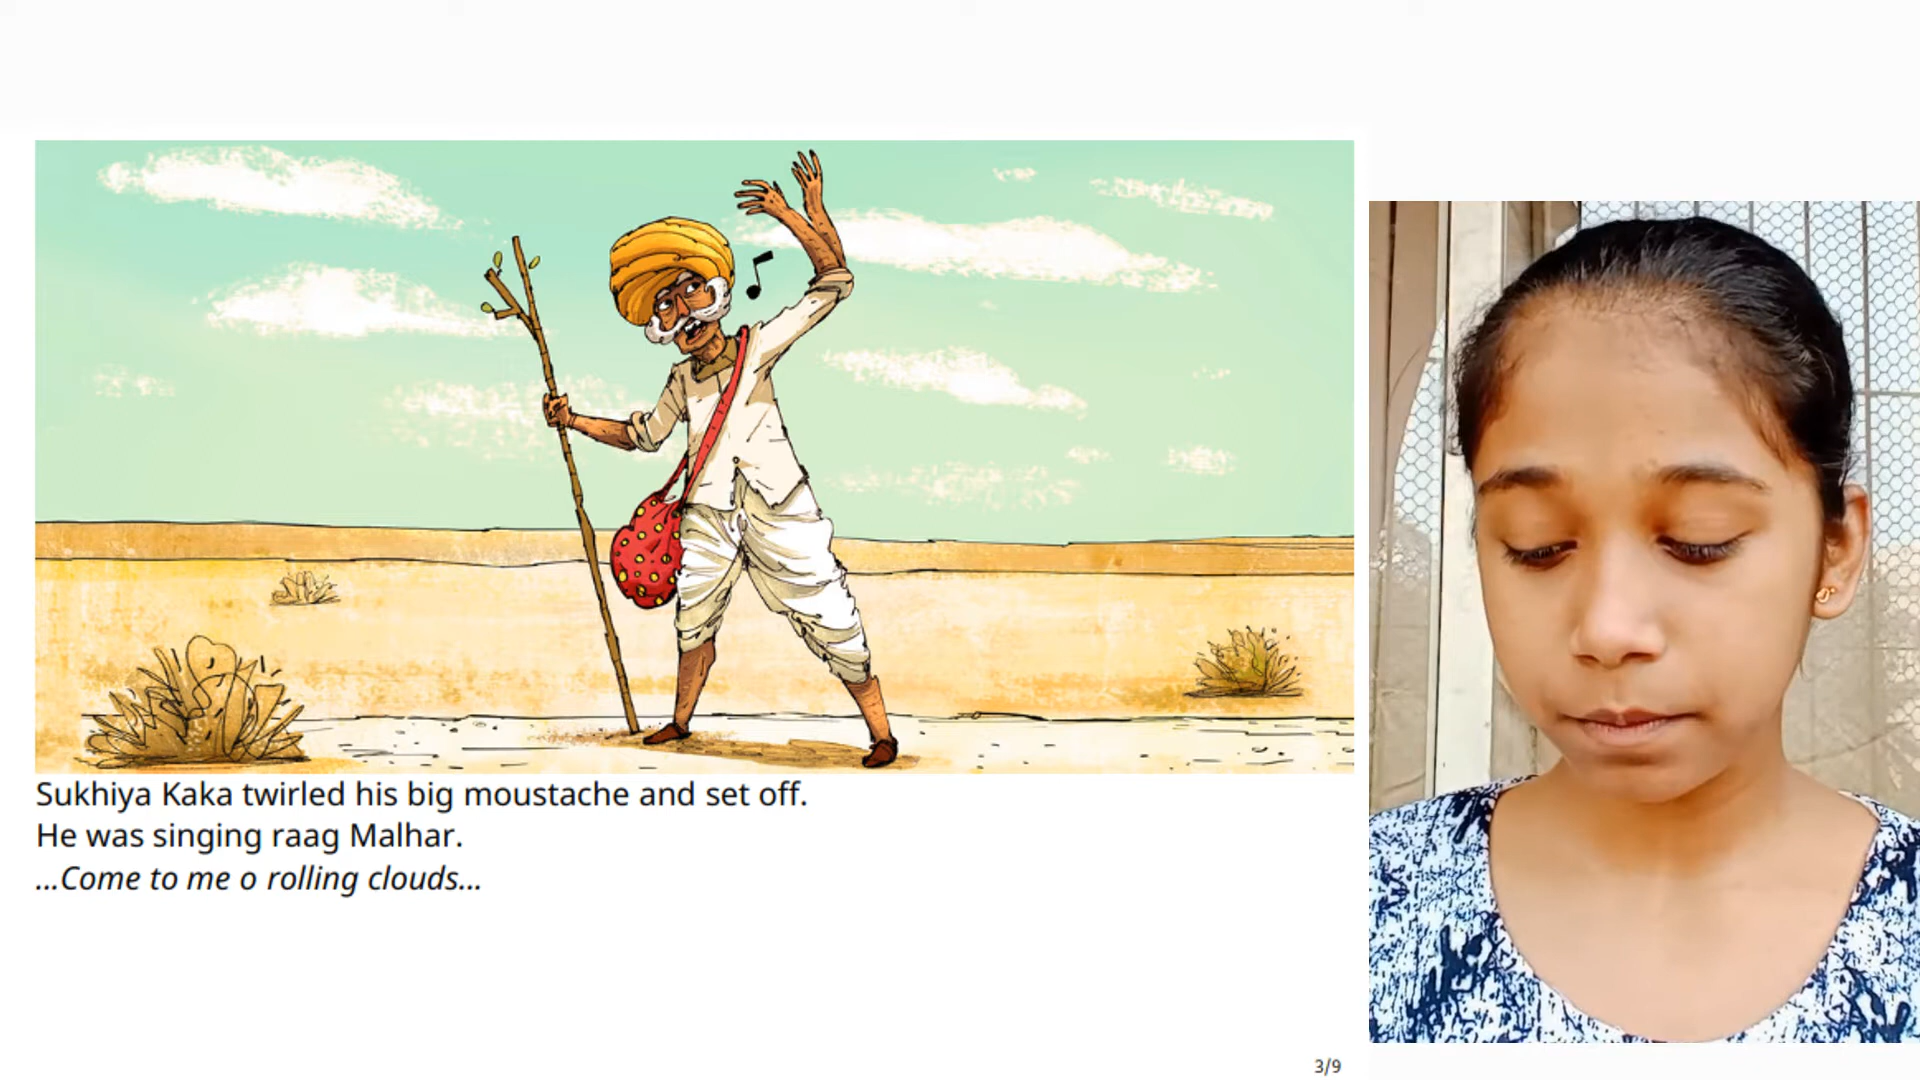 Sukhiya Kaka twirled his big moustache and set off.
He was singing raag Malhar.
...Come to me o rolling clouds...
3/9